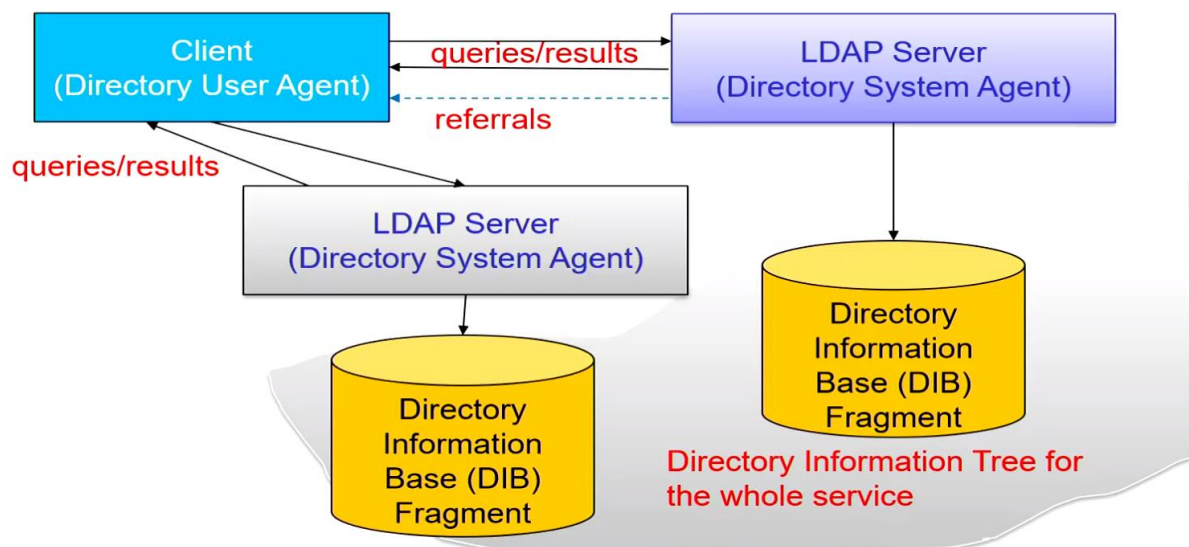 Client
(Directory User Agent)
queries/results
referrals
LDAP Server
(Directory System Agent)
queries/results
LDAP Server
(Directory System Agent)
Directory
Information
Base (DIB)
Fragment
Directory
Information
Base (DIB)
Fragment
Directory Information Tree for
the whole service